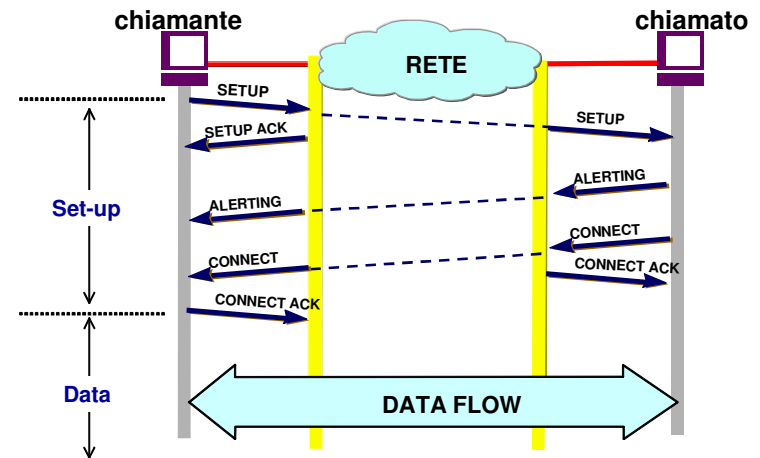 chiamante
chiamato
RETE
SETUP
SETUP
SETUP ACK
ALERTING
ALERTING
Set-up
CONNECT
CONNECT
CONNECT ACK
CONNECT ACK
Data
DATA FLOW